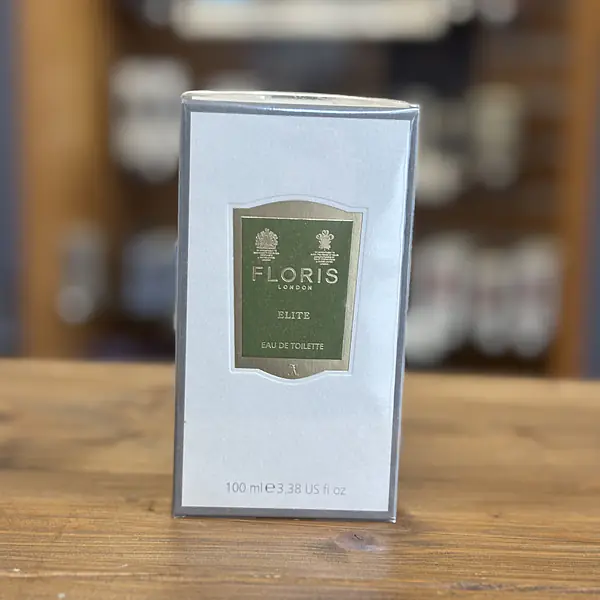 FLORIS
LONDON
ELITE
EAU DE TOILETTE
100 ml ℮ 3.38 US fl oz